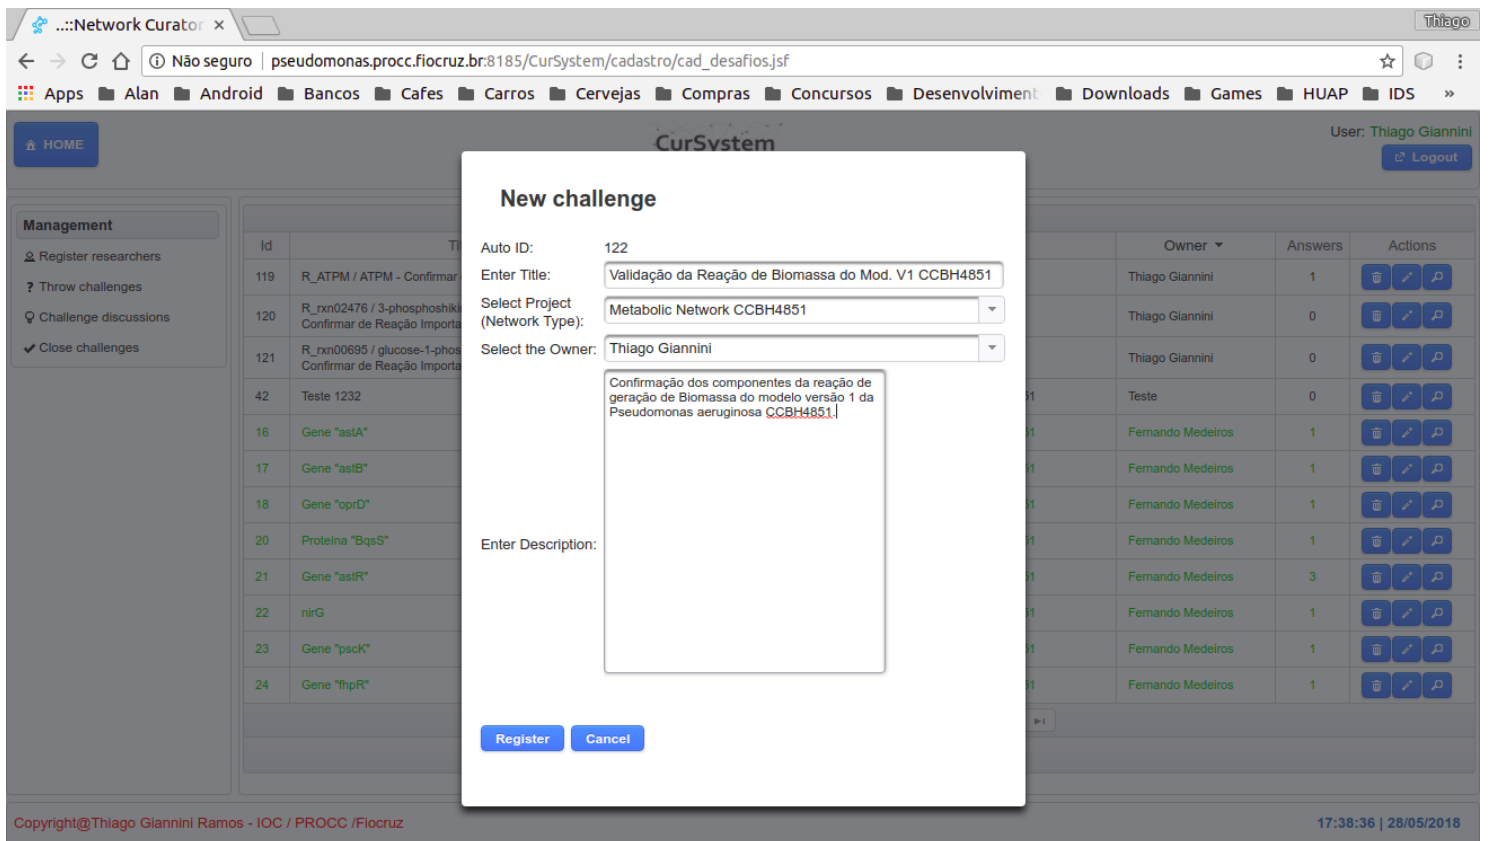 ..::Network Curator
Thiago
Não seguro | pseudomonas.procc.fiocruz.br:8185/CurSystem/cadastro/cad_desafios.jsf
Apps Alan Android Bancos Cafes Carros Cervejas Compras Concursos Desenvolviment Downloads Games HUAP IDS »
HOME
CurSystem
User: Thiago Giannini
Logout
Management
Register researchers
? Throw challenges
Challenge discussions
Close challenges
Id Owner Answers Actions
119 R_ATPM / ATPM - Confirmar Thiago Giannini 1
120 R_rxn02476 / 3-phosphoshiki
Confirmar de Reação Importa Thiago Giannini 0
121 R_rxn00695 / glucose-1-phos
Confirmar de Reação Importa Thiago Giannini 0
42 Teste 1232 Teste 0
16 Gene "astA" Fernando Medeiros 1
17 Gene "astB" Fernando Medeiros 1
18 Gene "oprD" Fernando Medeiros 1
20 Proteína "BqsS" Fernando Medeiros 1
21 Gene "astR" Fernando Medeiros 3
22 nirG Fernando Medeiros 1
23 Gene "pscK" Fernando Medeiros 1
24 Gene "fhpR" Fernando Medeiros 1
New challenge
Auto ID: 122
Enter Title: Validação da Reação de Biomassa do Mod. V1 CCBH4851
Select Project
(Network Type): Metabolic Network CCBH4851
Select the Owner: Thiago Giannini
Enter Description:
Confirmação dos componentes da reação de
geração de Biomassa do modelo versão 1 da
Pseudomonas aeruginosa CCBH4851.
Register Cancel
Copyright@Thiago Giannini Ramos - IOC / PROCC /Fiocruz
17:38:36 | 28/05/2018